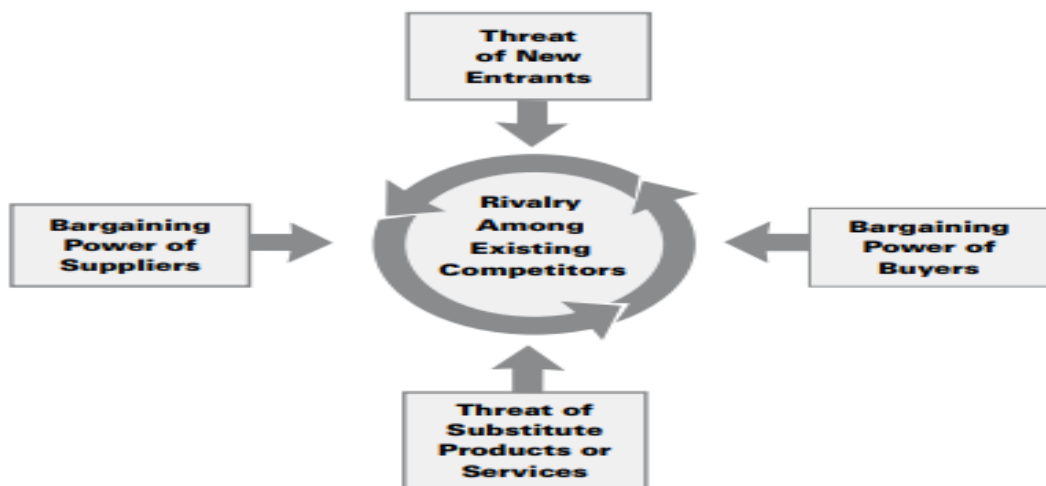 Threat
of New
Entrants
Bargaining
Power of
Suppliers
Rivalry
Among
Existing
Competitors
Bargaining
Power of
Buyers
Threat of
Substitute
Products or
Services